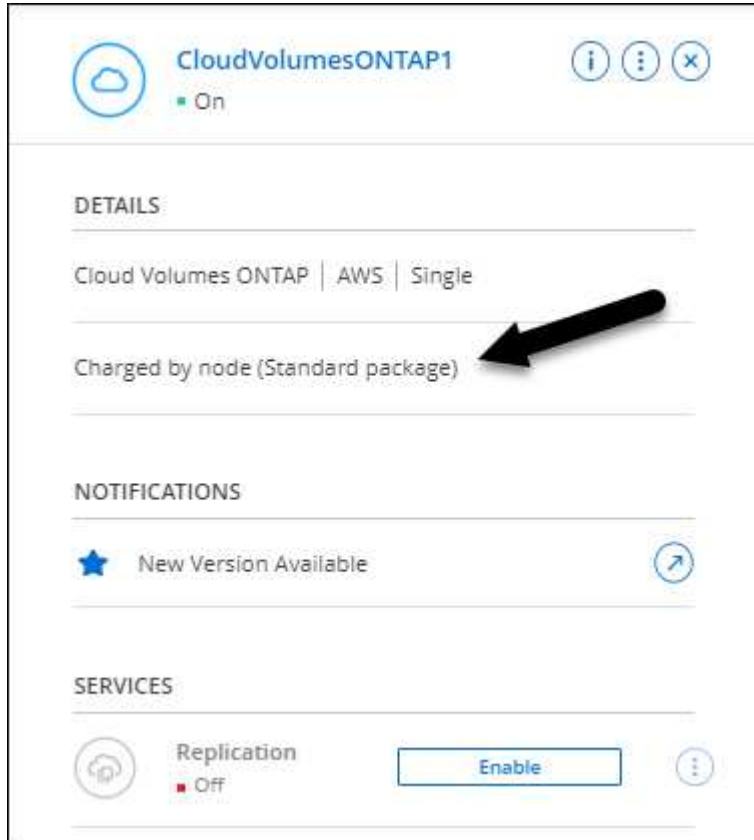 CloudVolumesONTAP1
On
DETAILS
Cloud Volumes ONTAP | AWS | Single
Charged by node (Standard package)
NOTIFICATIONS
New Version Available
SERVICES
Replication
Enable
Off